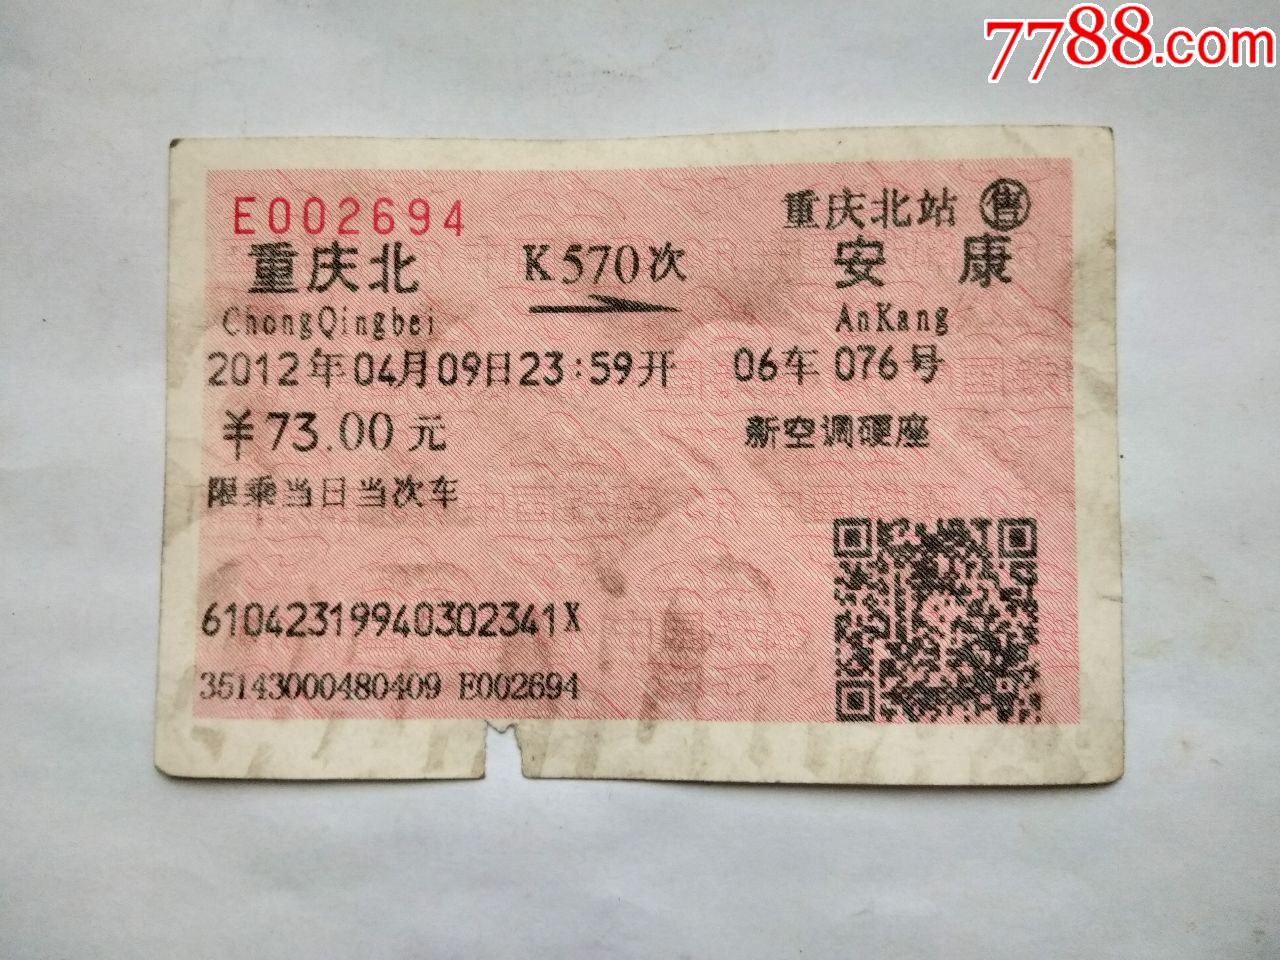 7788.com
E002694
重庆北站 售
重庆北 K570次 安康
ChongQingbei AnKang
2012年04月09日23:59开 06车 076号
¥73.00元 新空调硬座
限乘当日当次车
61042319940302341X
35143000480409 E002694